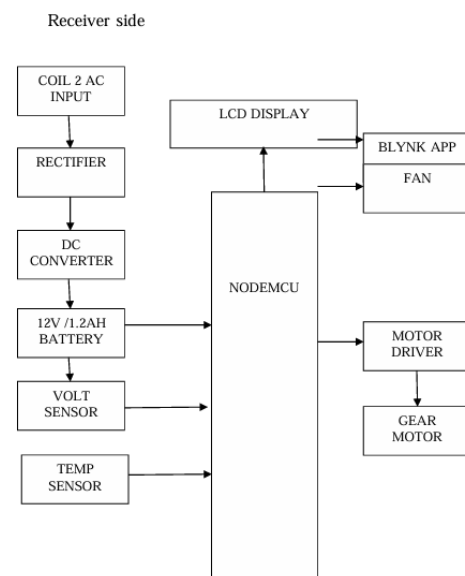 Receiver side
COIL 2 AC
INPUT
RECTIFIER
DC
CONVERTER
12V /1.2AH
BATTERY
VOLT
SENSOR
TEMP
SENSOR
LCD DISPLAY
NODEMCU
BLYNK APP
FAN
MOTOR
DRIVER
GEAR
MOTOR